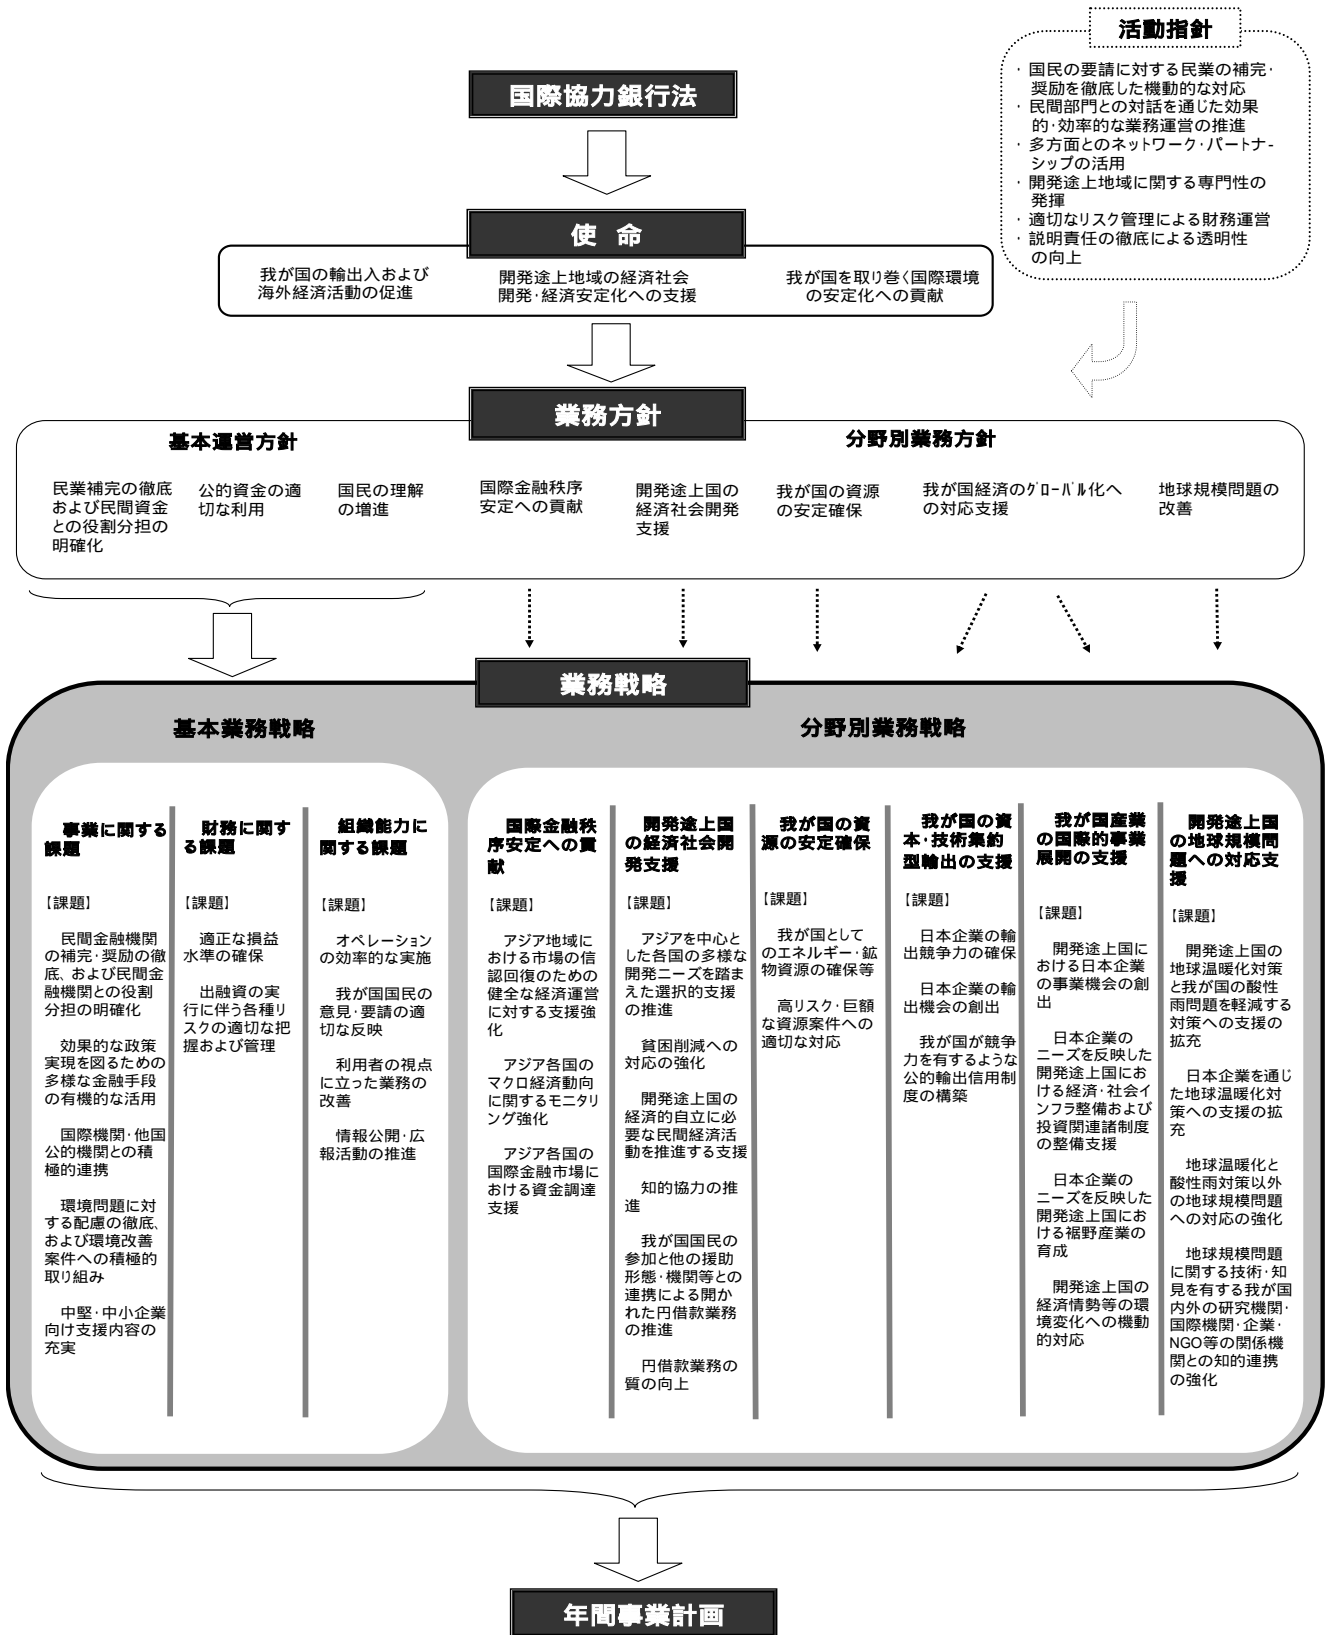 活動指針
・国民の要請に対する民業の補完・
奨励を徹底した機動的な対応
・民間部門との対話を通じた効果
的・効率的な業務運営の推進
・多方面とのネットワーク・パートナ-
シップの活用
・開発途上地域に関する専門性の
発揮
・適切なリスク管理による財務運営
・説明責任の徹底による透明性
の向上
国際協力銀行法
使 命
我が国の輸出入および
海外経済活動の促進
開発途上地域の経済社会
開発・経済安定化への支援
我が国を取り巻く国際環境
の安定化への貢献
業務方針
基本運営方針
民業補完の徹底
および民間資金
との役割分担の
明確化
公的資金の適
切な利用
国民の理解
の増進
分野別業務方針
国際金融秩序
安定への貢献
開発途上国の
経済社会開発
支援
我が国の資源
の安定確保
我が国経済のグローバル化へ
の対応支援
地球規模問題の
改善
業務戦略
基本業務戦略
事業に関する
課題
【課題】
民間金融機関
の補完・奨励の徹
底、および民間金
融機関との役割
分担の明確化
効果的な政策
実現を図るための
多様な金融手段
の有機的な活用
国際機関・他国
公的機関との積
極的連携
環境問題に対
する配慮の徹底、
および環境改善
案件への積極的
取り組み
中堅・中小企業
向け支援内容の
充実
財務に関す
る課題
【課題】
適正な損益
水準の確保
出融資の実
行に伴う各種リ
スクの適切な把
握および管理
組織能力に
関する課題
【課題】
オペレーション
の効率的な実施
我が国国民の
意見・要請の適
切な反映
利用者の視点
に立った業務の
改善
情報公開・広
報活動の推進
分野別業務戦略
国際金融秩
序安定への貢
献
【課題】
アジア地域に
おける市場の信
認回復のための
健全な経済運営
に対する支援強
化
アジア各国の
マクロ経済動向
に関するモニタリ
ング強化
アジア各国の
国際金融市場に
おける資金調達
支援
開発途上国
の経済社会開
発支援
【課題】
アジアを中心と
した各国の多様な
開発ニーズを踏ま
えた選択的支援
の推進
貧困削減への
対応の強化
開発途上国の
経済的自立に必
要な民間経済活
動を推進する支援
知的協力の推
進
我が国国民の
参加と他の援助
形態・機関等との
連携による開か
れた円借款業務
の推進
円借款業務の
質の向上
我が国の資
源の安定確保
【課題】
我が国として
のエネルギー・鉱
物資源の確保等
高リスク・巨額
な資源案件への
適切な対応
我が国の資
本・技術集約
型輸出の支援
【課題】
日本企業の輸
出競争力の確保
日本企業の輸
出機会の創出
我が国が競争
力を有するような
公的輸出信用制
度の構築
我が国産業
の国際的事業
展開の支援
【課題】
開発途上国に
おける日本企業
の事業機会の創
出
日本企業の
ニーズを反映した
開発途上国にお
ける経済・社会イ
ンフラ整備および
投資関連諸制度
の整備支援
日本企業の
ニーズを反映した
開発途上国にお
ける裾野産業の
育成
開発途上国の
経済情勢等の環
境変化への機動
的対応
開発途上国
の地球規模問
題への対応支
援
【課題】
開発途上国の
地球温暖化対策
と我が国の酸性
雨問題を軽減する
対策への支援の
拡充
日本企業を通じ
た地球温暖化対
策への支援の拡
充
地球温暖化と
酸性雨対策以外
の地球規模問題
への対応の強化
地球規模問題
に関する技術・知
見を有する我が国
内外の研究機関・
国際機関・企業・
NGO等の関係機
関との知的連携
の強化
年間事業計画